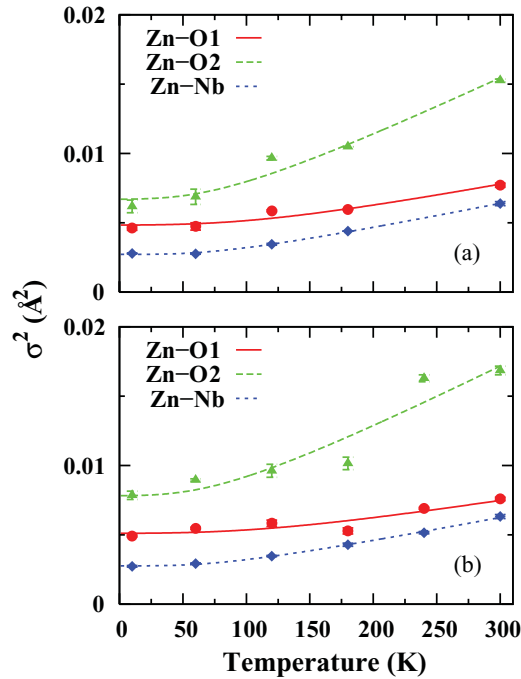 0.02
Zn−O1
Zn−O2
Zn−Nb
0.01
(a)
0
σ² (Å²)
0.02
Zn−O1
Zn−O2
Zn−Nb
0.01
(b)
0
0 50 100 150 200 250 300
Temperature (K)